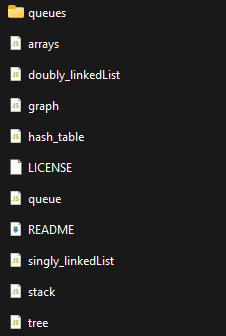 queues
arrays
doubly_linkedList
graph
hash_table
LICENSE
queue
README
singly_linkedList
stack
tree